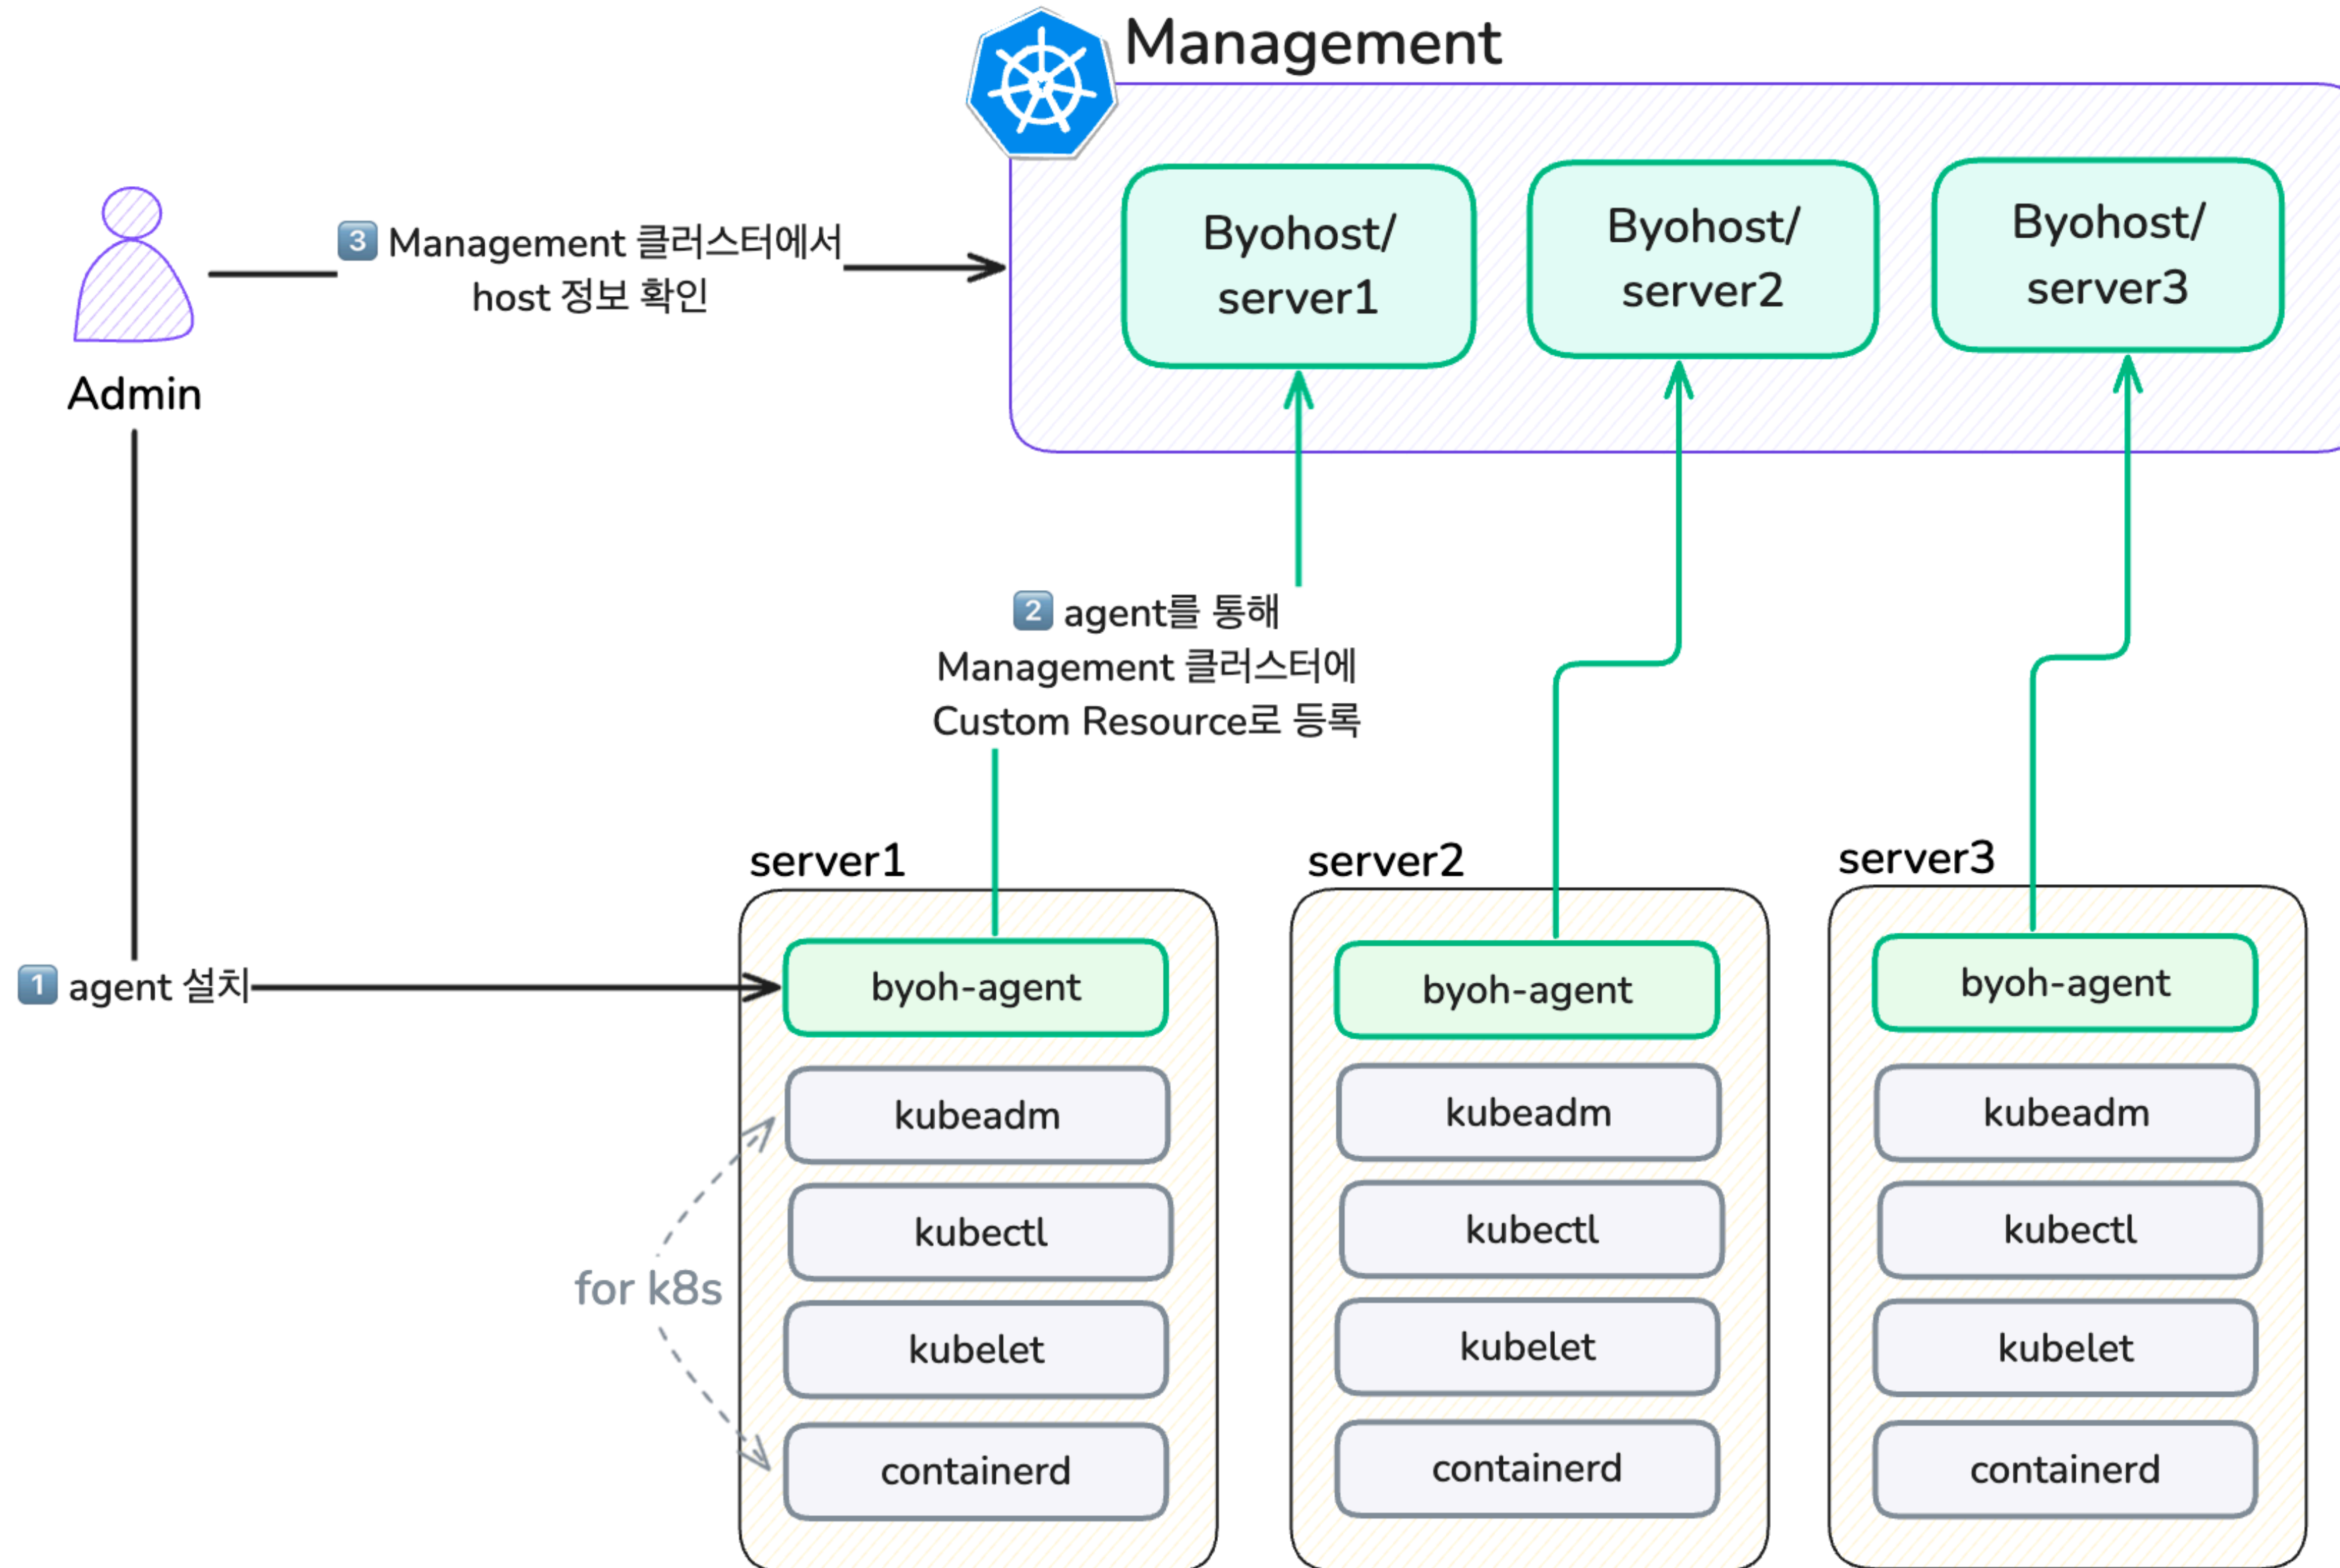 Management
Byohost/
server1
Byohost/
server2
Byohost/
server3
3 Management 클러스터에서
host 정보 확인
Admin
2 agent를 통해
Management 클러스터에
Custom Resource로 등록
1 agent 설치
server1
byoh-agent
kubeadm
kubectl
kubelet
containerd
for k8s
server2
byoh-agent
kubeadm
kubectl
kubelet
containerd
server3
byoh-agent
kubeadm
kubectl
kubelet
containerd